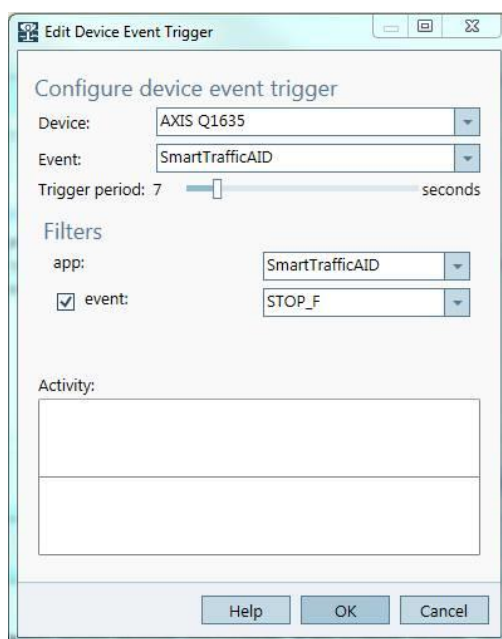 Edit Device Event Trigger
Configure device event trigger
Device: AXIS Q1635
Event: SmartTrafficAID
Trigger period: 7 seconds
Filters
app: SmartTrafficAID
event: STOP_F
Activity:
Help OK Cancel